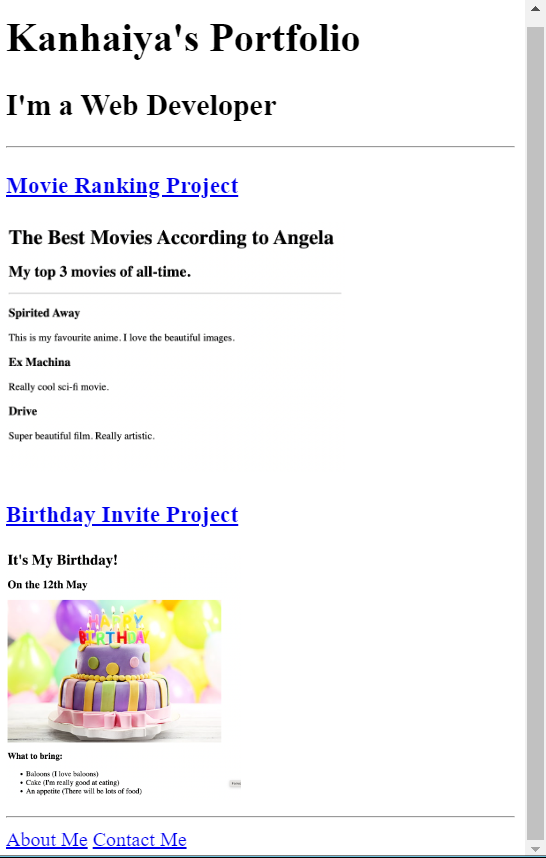 Kanhaiya's Portfolio
I'm a Web Developer
Movie Ranking Project
The Best Movies According to Angela
My top 3 movies of all-time.
Spirited Away
This is my favourite anime. I love the beautiful images.
Ex Machina
Really cool sci-fi movie.
Drive
Super beautiful film. Really artistic.
Birthday Invite Project
It's My Birthday!
On the 12th May
HAPPY
BIRTHDAY
What to bring:
• Baloons (I love baloons)
• Cake (I'm really good at eating)
• An appetite (There will be lots of food)
About Me Contact Me